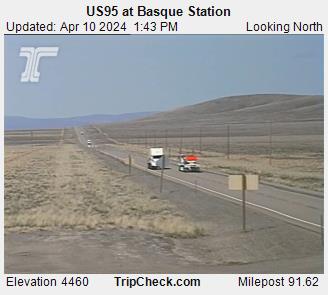 US95 at Basque Station
Updated: Apr 10 2024 1:43 PM Looking North
Elevation 4460 TripCheck.com Milepost 91.62